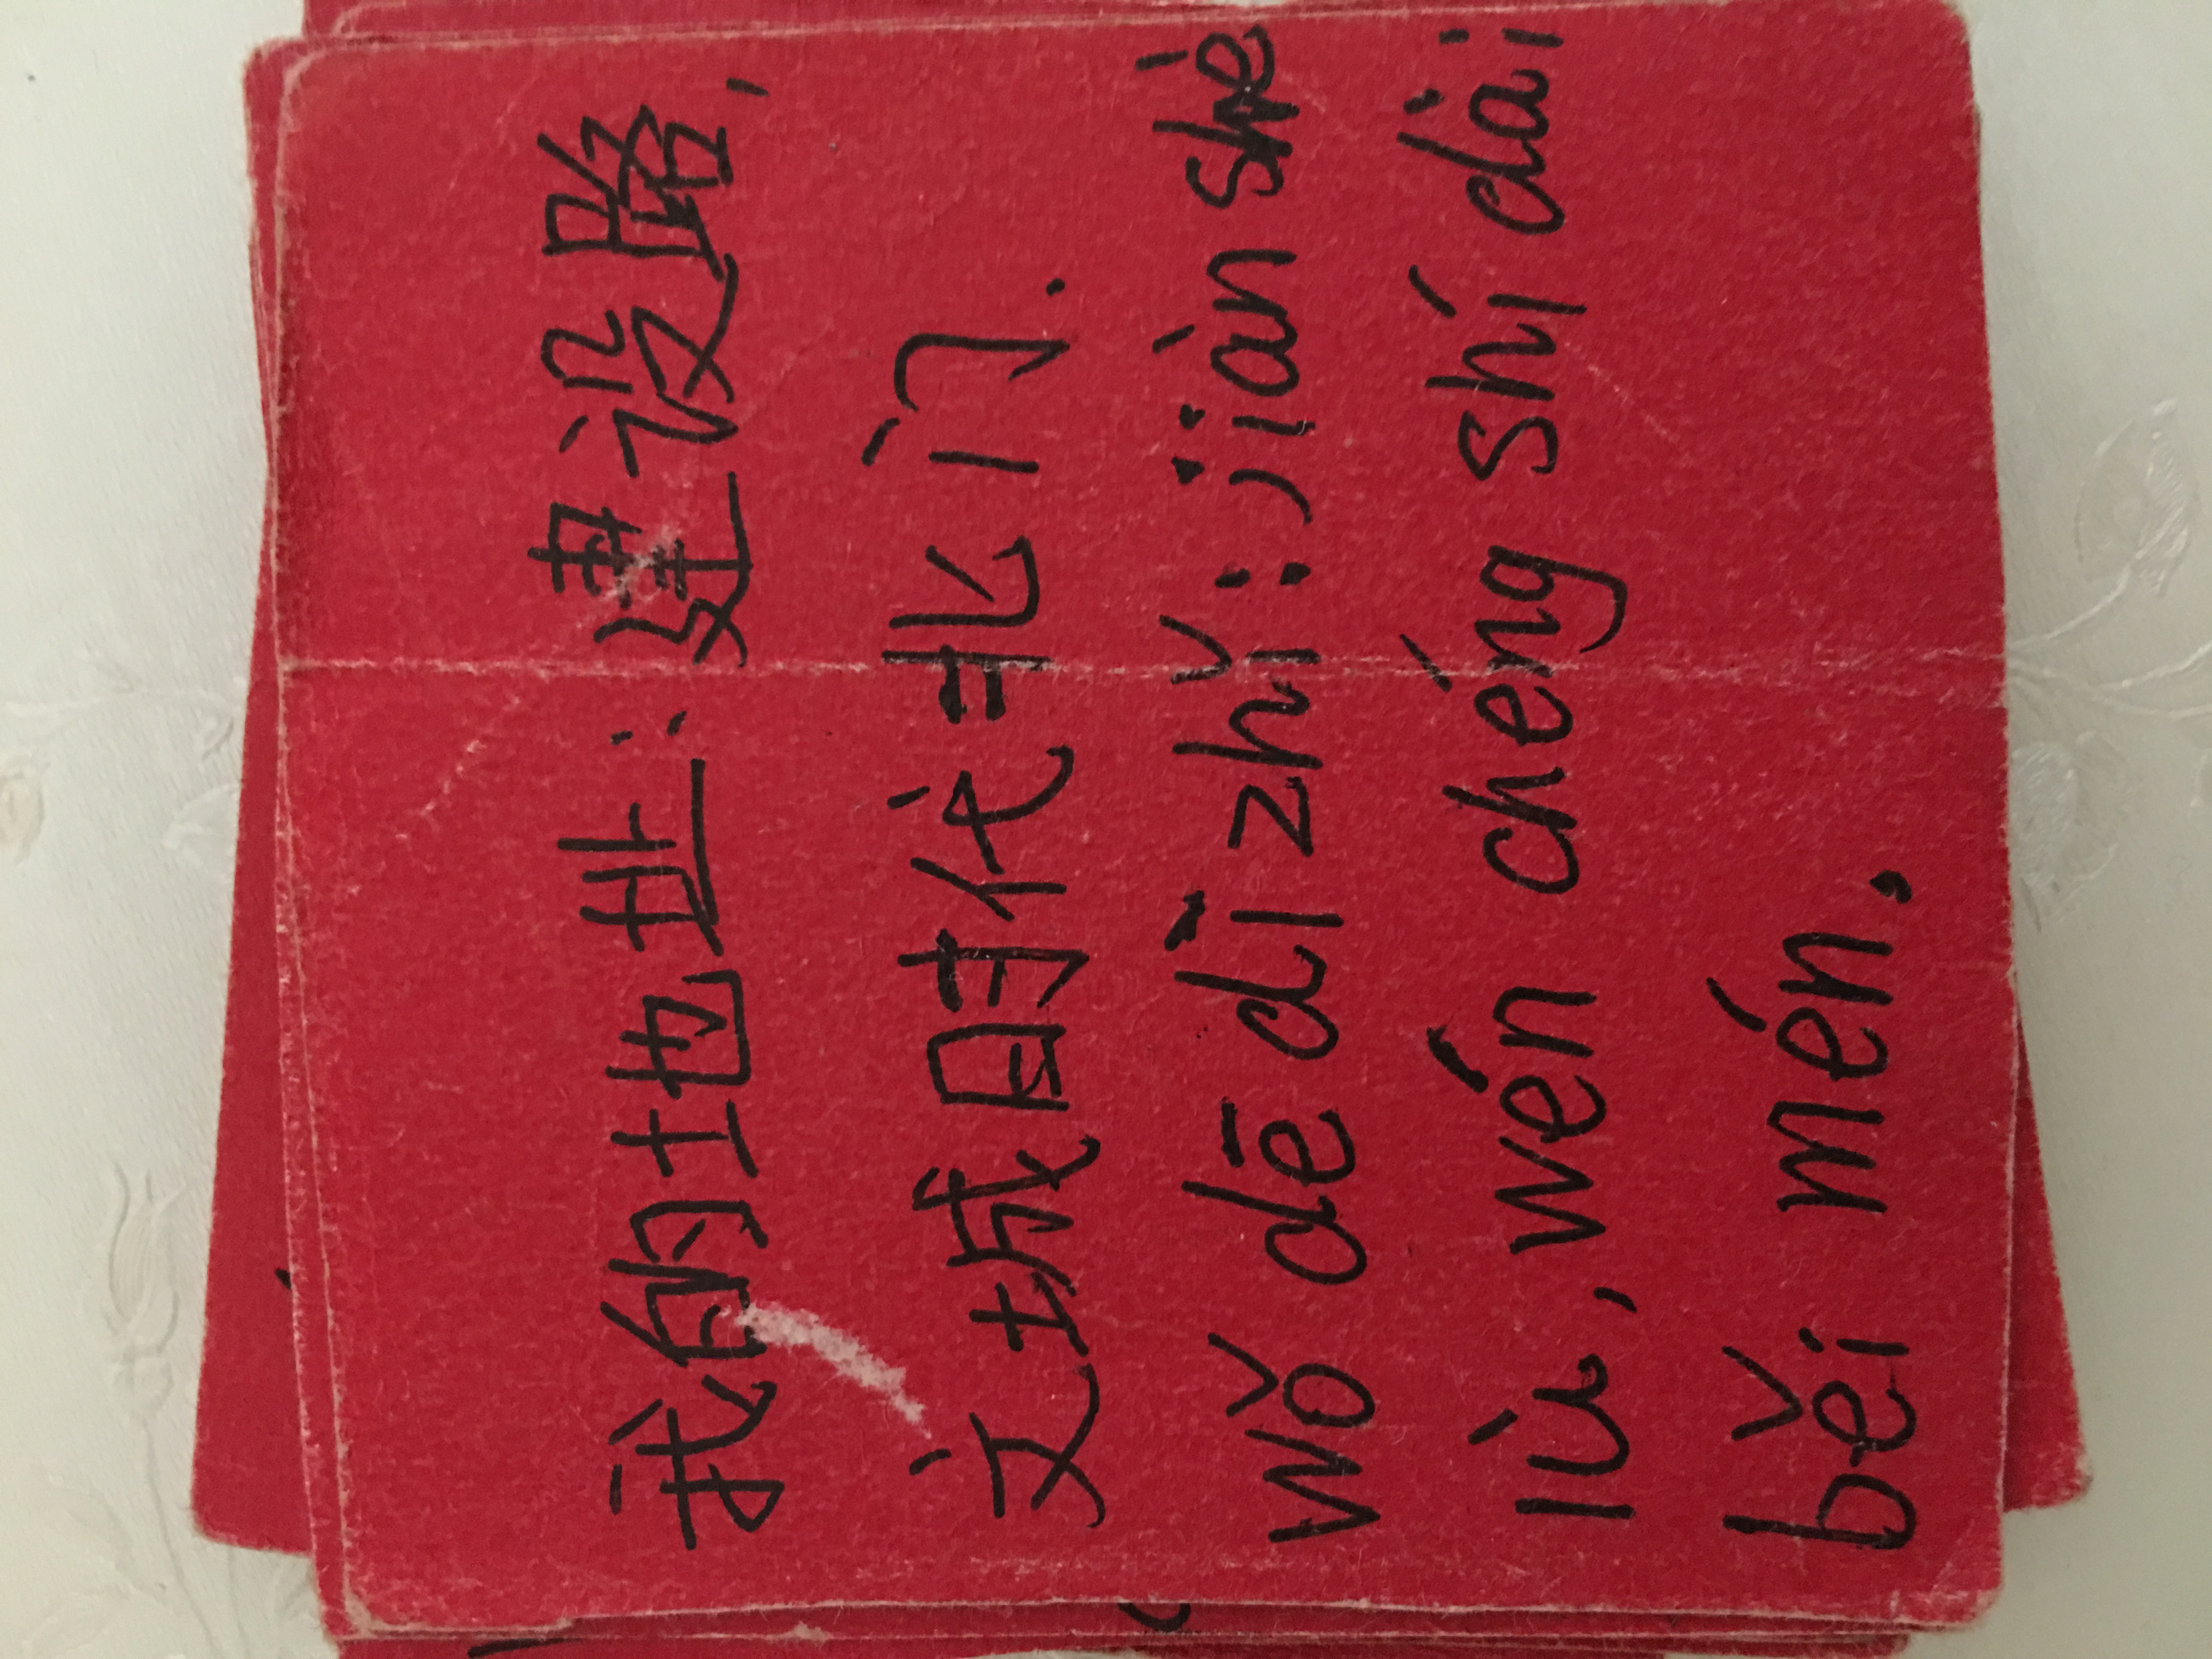 我的地址:建设路,
文城时代北门.
wǒ dē dì zhǐ: jiàn shè
lù, wén chéng shí dài
běi mén.